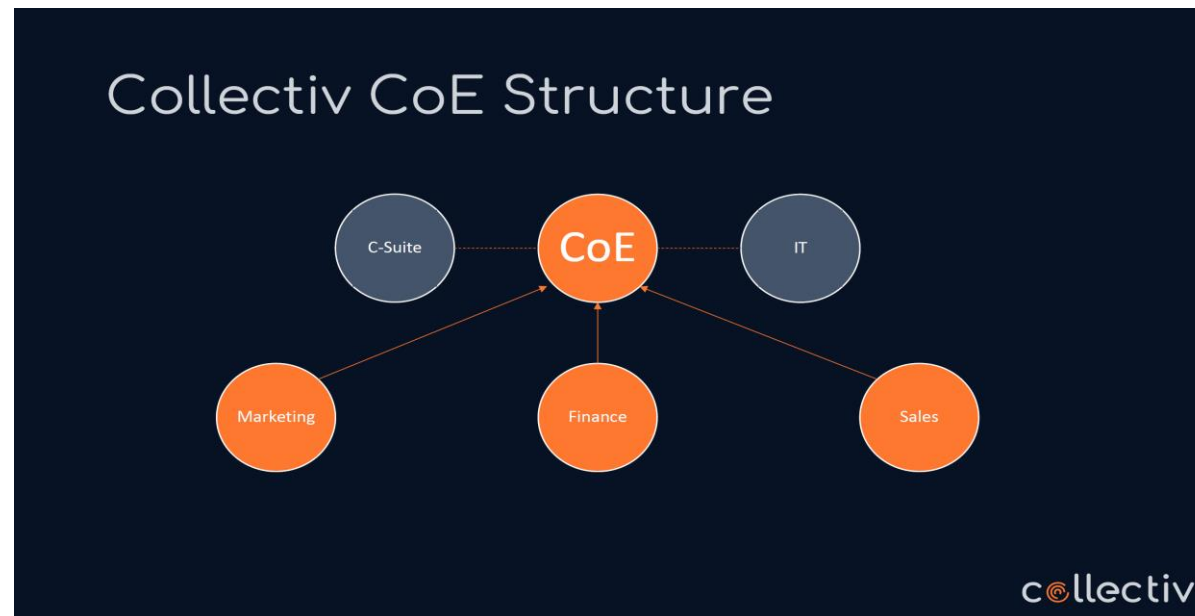 Collectiv CoE Structure
C-Suite
CoE
IT
Marketing
Finance
Sales
collectiv